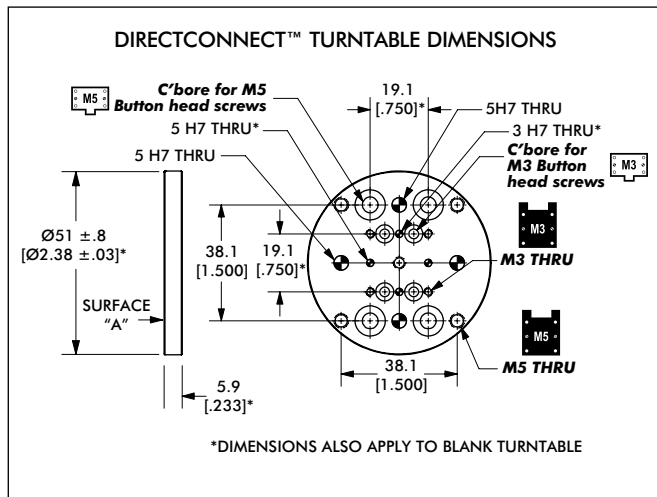 DIRECTCONNECT™ TURNTABLE DIMENSIONS
M5
C'bore for M5
Button head screws
19.1
[.750]*
5H7 THRU
5 H7 THRU*
3 H7 THRU*
5 H7 THRU
C'bore for
M3 Button
head screws
M3
Ø51 ±.8
[Ø2.38 ±.03]*
38.1
[1.500]
19.1
[.750]*
M3
M3 THRU
SURFACE
"A"
M5
M5 THRU
38.1
[1.500]
5.9
[.233]*
*DIMENSIONS ALSO APPLY TO BLANK TURNTABLE